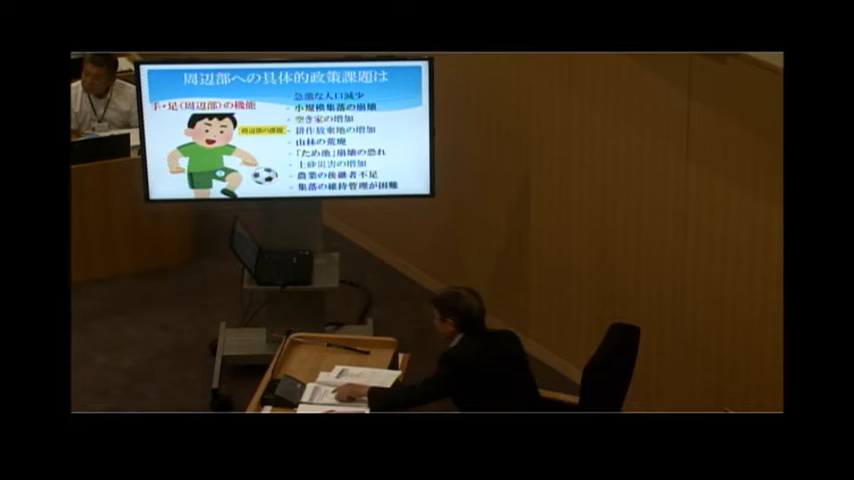 周辺部への具体的政策課題は
手・足(周辺部)の機能
周辺部の課題
急激な人口減少
小規模集落の崩壊
空き家の増加
耕作放棄地の増加
山林の荒廃
「ため池」崩壊の恐れ
土砂災害の増加
農業の後継者不足
集落の維持管理が困難